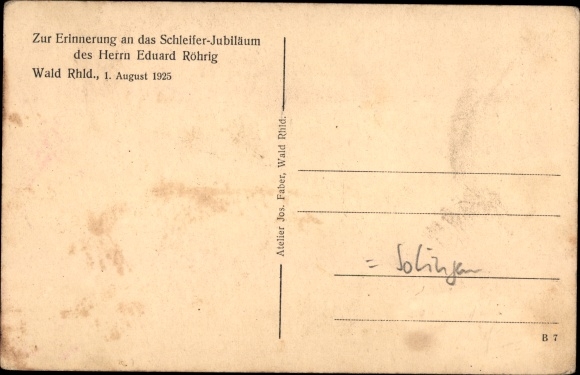 Zur Erinnerung an das Schleifer-Jubiläum
des Herrn Eduard Röhrig
Wald Rhld., 1. August 1925
Atelier Jos. Faber, Wald Rhld.
= Solingen
B 7